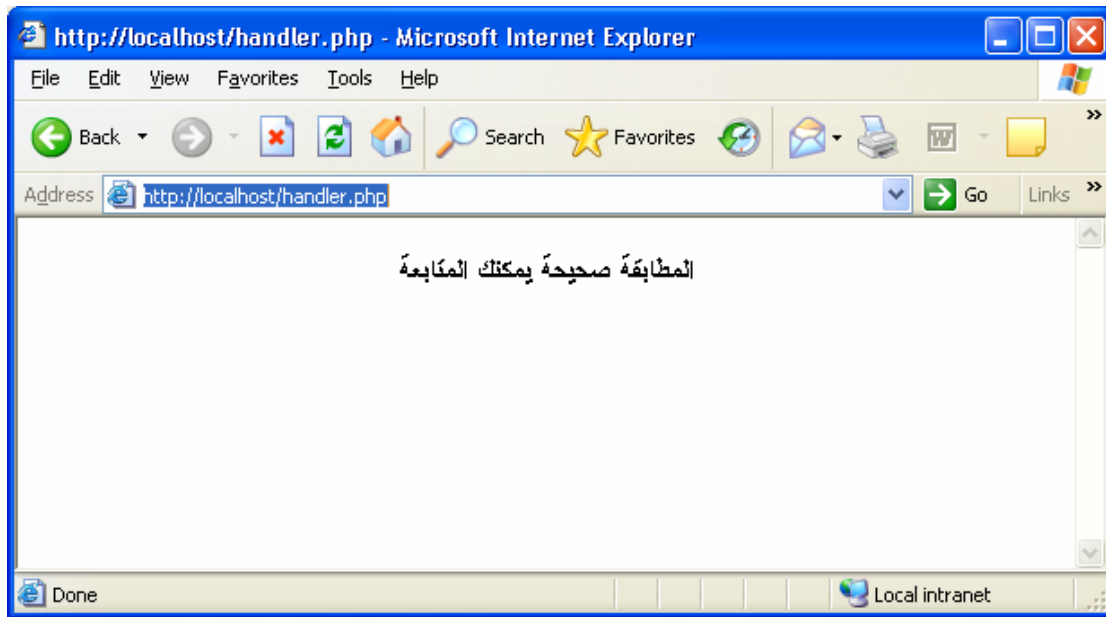 http://localhost/handler.php - Microsoft Internet Explorer
File Edit View Favorites Tools Help
Back Search Favorites
Address http://localhost/handler.php Go Links
المطابقة صحيحة يمكنك المتابعة
Done Local intranet